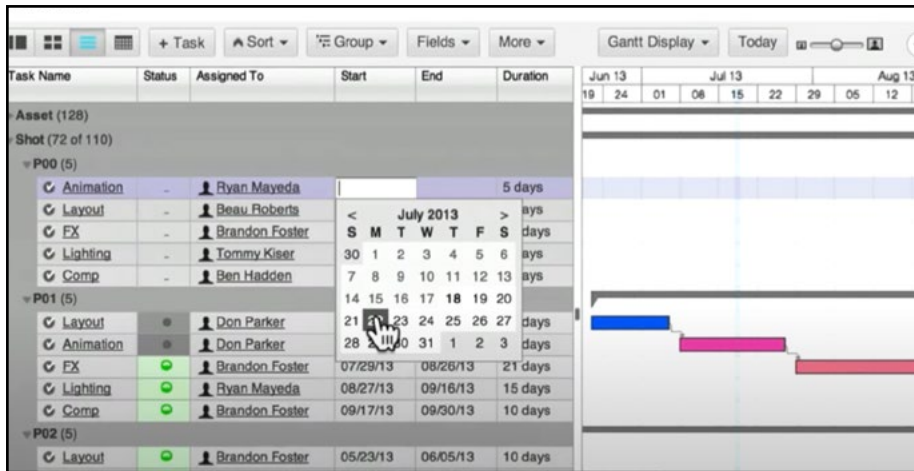 + Task Sort Group Fields More Gantt Display Today
Task Name Status Assigned To Start End Duration Jun 13 Jul 13 Aug 13
19 24 01 08 15 22 29 05 12
Asset (128)
Shot (72 of 110)
P00 (5)
Animation Ryan Mayeda 5 days
Layout Beau Roberts ays
FX Brandon Foster days
Lighting Tommy Kiser ays
Comp Ben Hadden
< July 2013 >
S M T W T F S
30 1 2 3 4 5 6
7 8 9 10 11 12 13
14 15 16 17 18 19 20
21 23 24 25 26 27
28 30 31 1 2 3
P01 (5)
Layout Don Parker days
Animation Don Parker days
FX Brandon Foster 07/29/13 08/26/13 21 days
Lighting Ryan Mayeda 08/27/13 09/16/13 15 days
Comp Brandon Foster 09/17/13 09/30/13 10 days
P02 (5)
Layout Brandon Foster 05/23/13 06/05/13 10 days